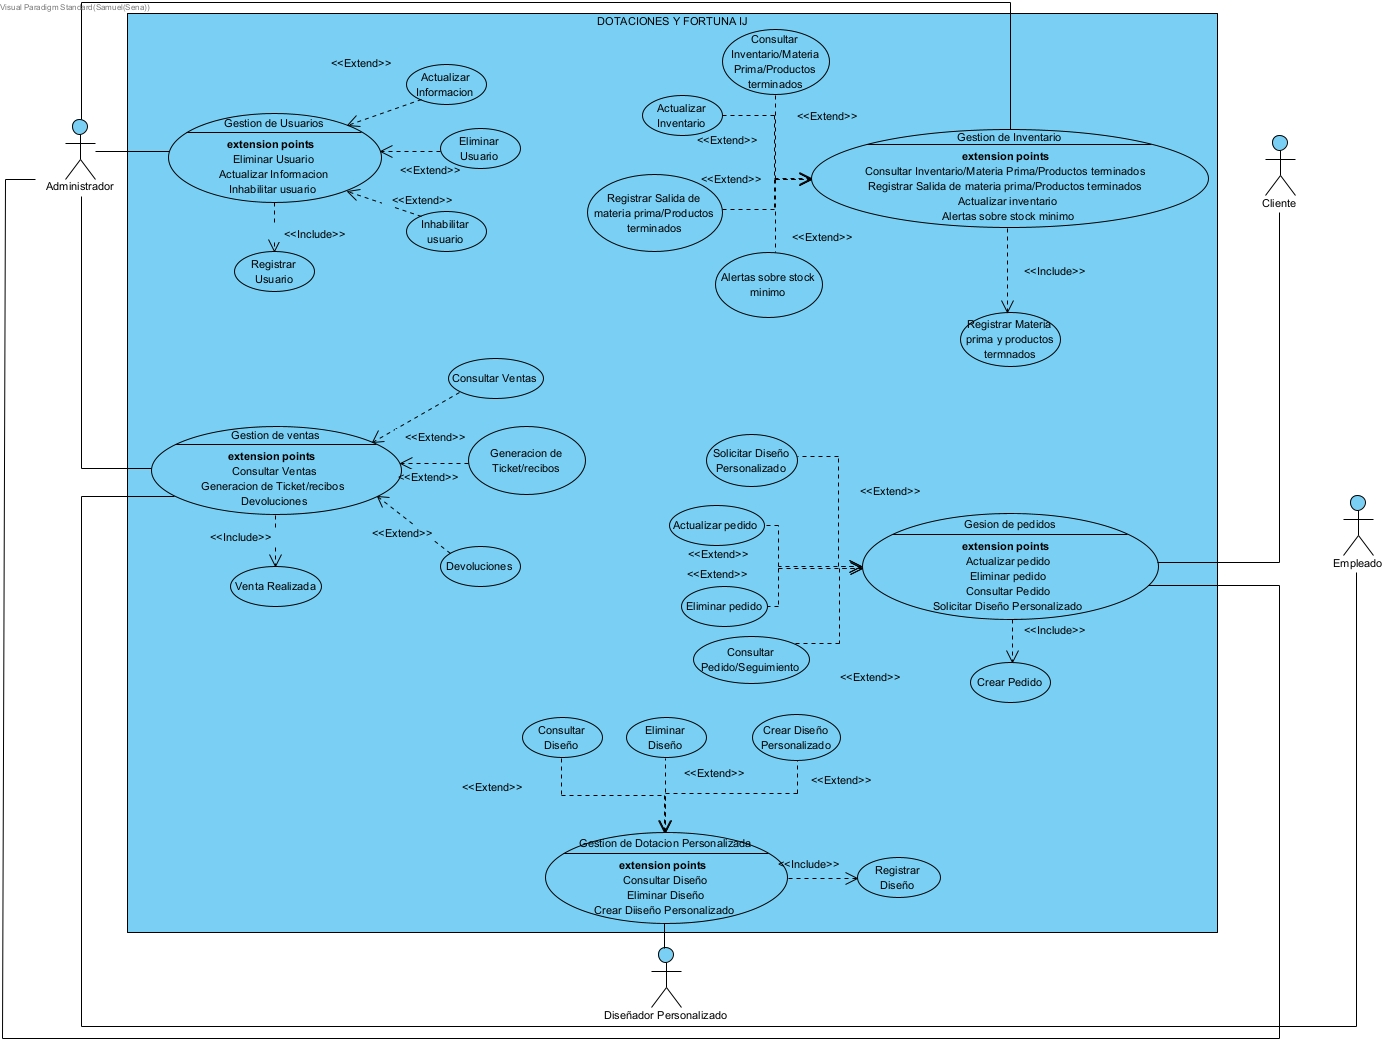 Visual Paradigm Standard(Samuel(Sena))
DOTACIONES Y FORTUNA IJ
Administrador
Cliente
Empleado
Diseñador Personalizado
Gestion de Usuarios
extension points
Eliminar Usuario
Actualizar Informacion
Inhabilitar usuario
<<Extend>>
Actualizar
Informacion
Eliminar
Usuario
<<Extend>>
<<Extend>>
Inhabilitar
usuario
<<Include>>
Registrar
Usuario
Consultar
Inventario/Materia
Prima/Productos
terminados
Actualizar
Inventario
<<Extend>>
<<Extend>>
<<Extend>>
Registrar Salida de
materia prima/Productos
terminados
<<Extend>>
Alertas sobre stock
minimo
Gestion de Inventario
extension points
Consultar Inventario/Materia Prima/Productos terminados
Registrar Salida de materia prima/Productos terminados
Actualizar inventario
Alertas sobre stock minimo
<<Include>>
Registrar Materia
prima y productos
termnados
Consultar Ventas
Gestion de ventas
extension points
Consultar Ventas
Generacion de Ticket/recibos
Devoluciones
<<Extend>>
Generacion de
Ticket/recibos
<<Extend>>
<<Extend>>
Devoluciones
<<Include>>
Venta Realizada
Solicitar Diseño
Personalizado
<<Extend>>
Actualizar pedido
<<Extend>>
<<Extend>>
Eliminar pedido
Consultar
Pedido/Seguimiento
<<Extend>>
Gesion de pedidos
extension points
Actualizar pedido
Eliminar pedido
Consultar Pedido
Solicitar Diseño Personalizado
<<Include>>
Crear Pedido
Consultar
Diseño
Eliminar
Diseño
Crear Diseño
Personalizado
<<Extend>>
<<Extend>>
<<Extend>>
Gestion de Dotacion Personalizada
extension points
Consultar Diseño
Eliminar Diseño
Crear Diiseño Personalizado
<<Include>>
Registrar
Diseño